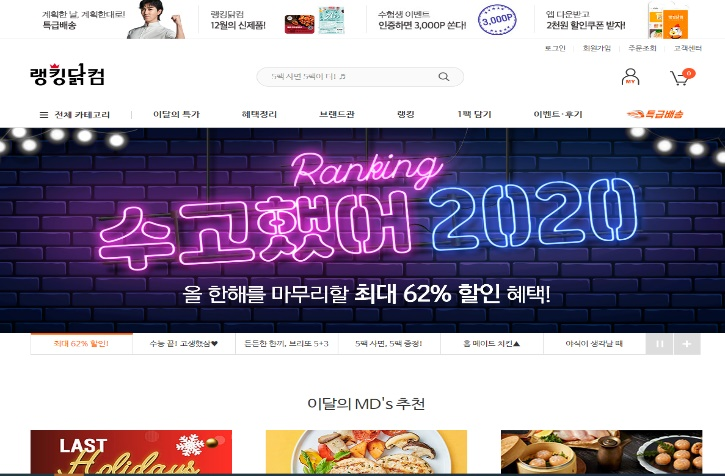 계획한 날, 계획한대로!
특급배송
랭킹닭컴
12월의 신제품!
수험생 이벤트
인증하면 3,000P 쏜다!
3,000P
앱 다운받고
2천원 할인쿠폰 받자!
로그인 회원가입 주문조회 고객센터
랭킹닭컴
5팩 사면 5팩이 더!
0
전체 카테고리 이달의 특가 혜택정리 브랜드관 랭킹 1팩 담기 이벤트·후기 특급배송
Ranking
수고했어 2020
올 한해를 마무리할 최대 62% 할인 혜택!
최대 62% 할인! 수능 끝! 고생했삼♥ 든든한 한끼, 브리또 5+3 5팩 사면, 5팩 증정! 홈 메이드 치킨▲ 야식이 생각날 때
이달의 MD's 추천
LAST
Holidays